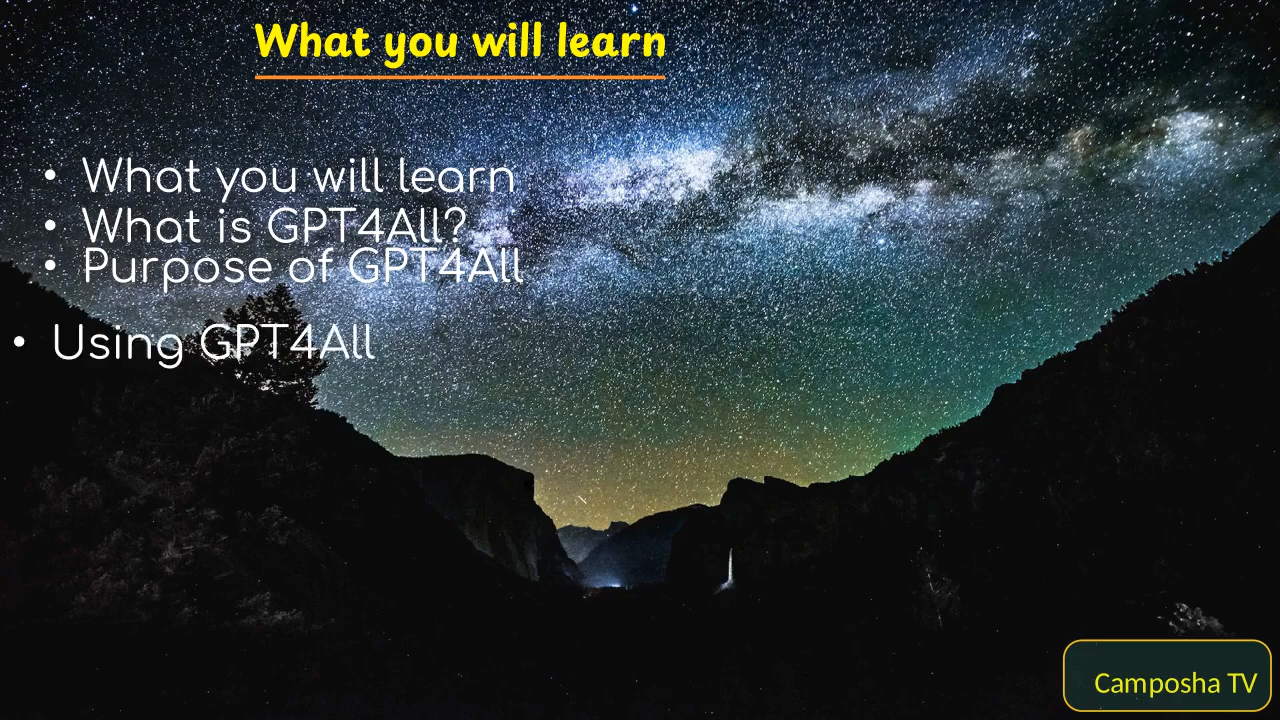 What you will learn
• What you will learn
• What is GPT4All?
• Purpose of GPT4All
• Using GPT4All
Camposha TV